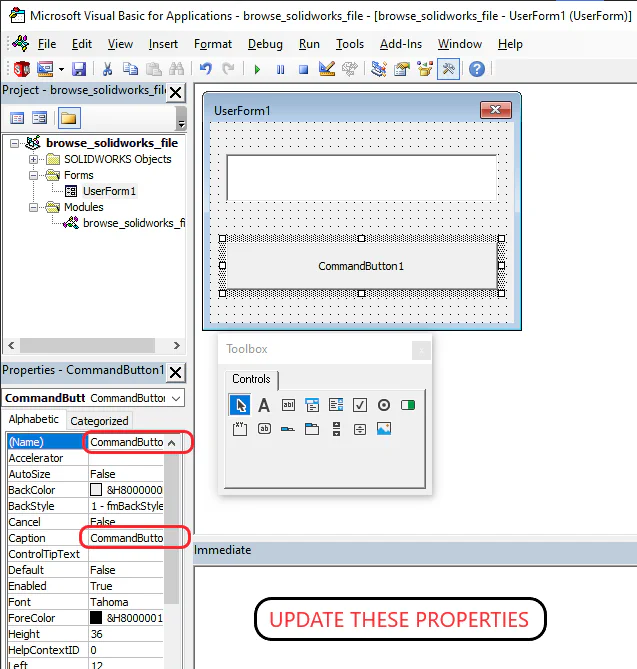 Microsoft Visual Basic for Applications - browse_solidworks_file - [browse_solidworks_file - UserForm1 (UserForm)]
File Edit View Insert Format Debug Run Tools Add-Ins Window Help
Project - browse_solidworks_fil
browse_solidworks_file
SOLIDWORKS Objects
Forms
UserForm1
Modules
browse_solidworks_fi
UserForm1
CommandButton1
Toolbox
Controls
Properties - CommandButton1
CommandButt CommandButton1
Alphabetic Categorized
(Name) CommandButto
Accelerator
AutoSize False
BackColor &H8000000
BackStyle 1 - fmBackStyle
Cancel False
Caption CommandButto
ControlTipText
Default False
Enabled True
Font Tahoma
ForeColor &H8000001
Height 36
HelpContextID 0
Left 12
Immediate
UPDATE THESE PROPERTIES